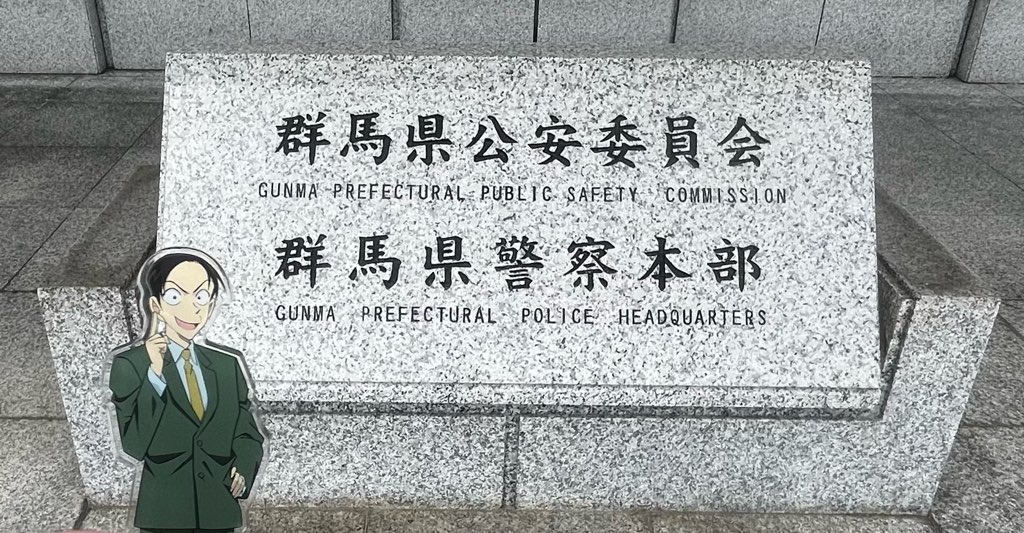 群馬県公安委員会
GUNMA PREFECTURAL PUBLIC SAFETY COMMISSION
群馬県警察本部
GUNMA PREFECTURAL POLICE HEADQUARTERS